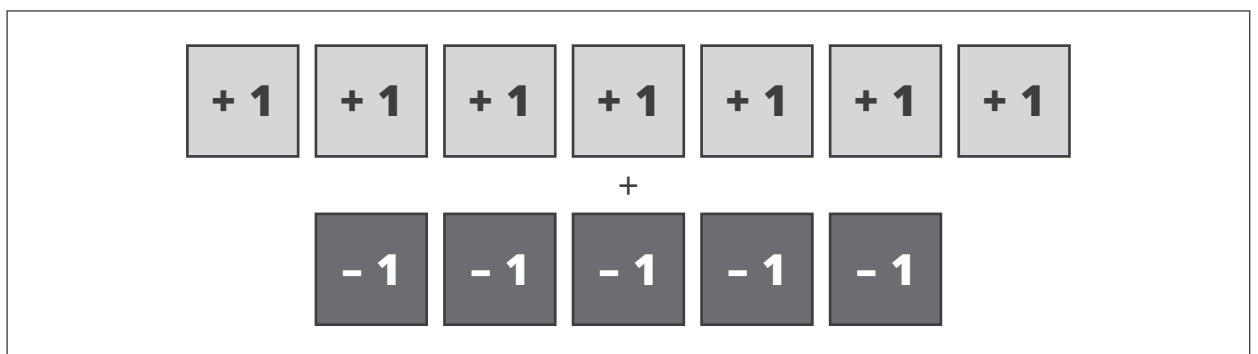 + 1 + 1 + 1 + 1 + 1 + 1 + 1
+
– 1 – 1 – 1 – 1 – 1